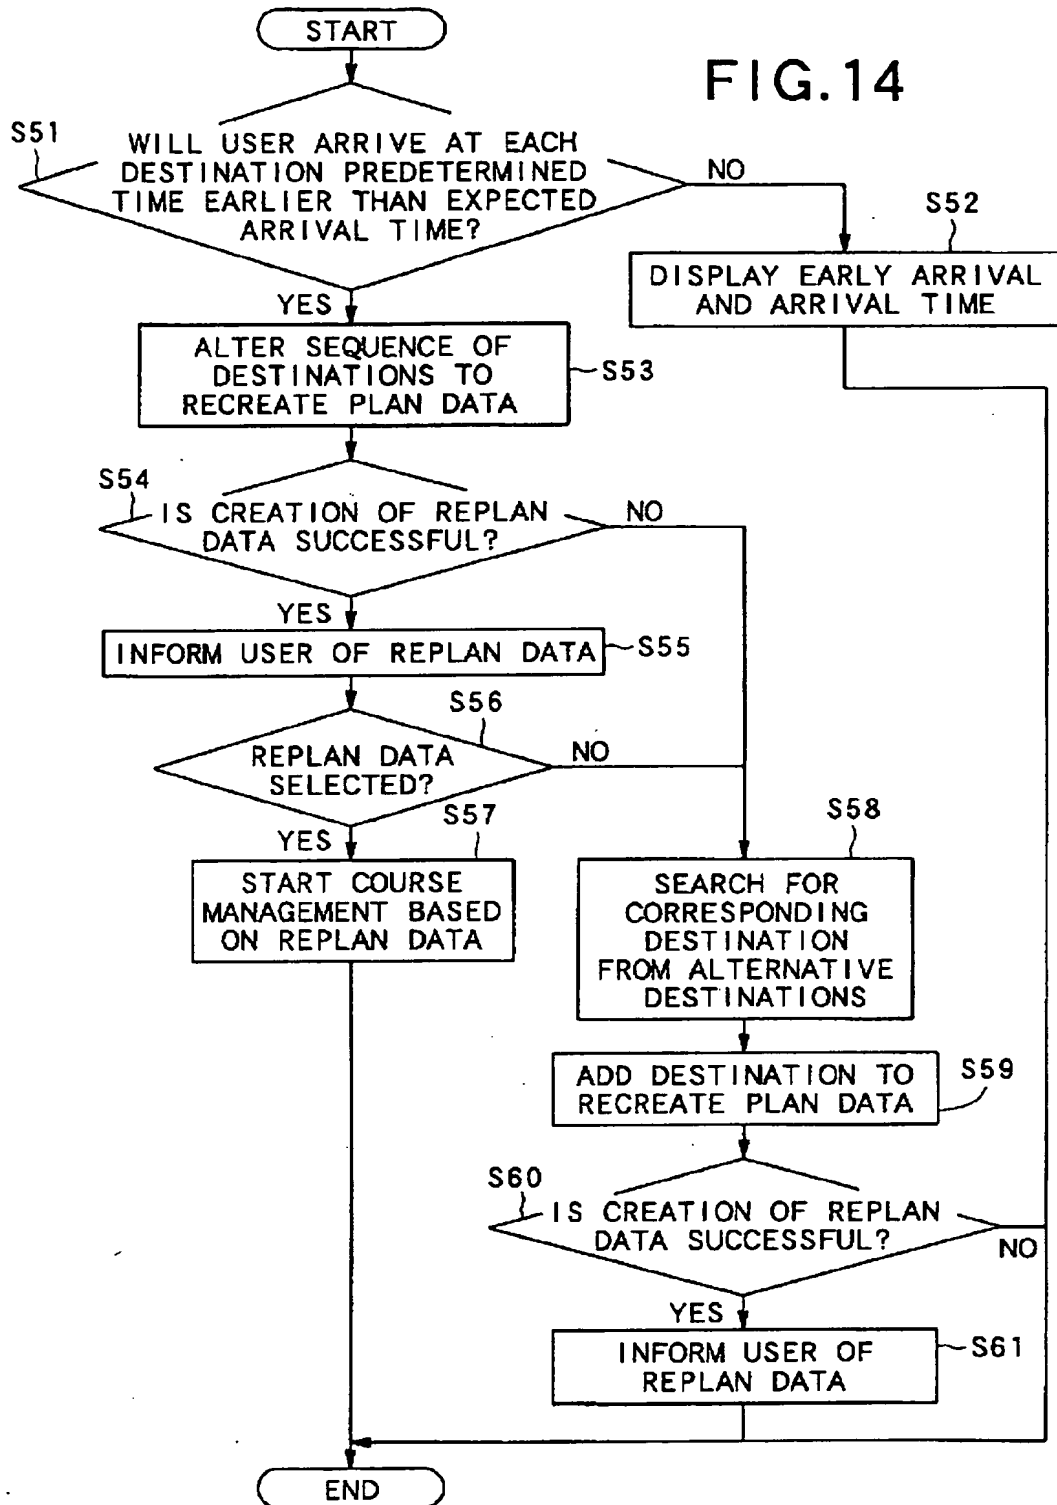 START
FIG.14
S51
WILL USER ARRIVE AT EACH
DESTINATION PREDETERMINED
TIME EARLIER THAN EXPECTED
ARRIVAL TIME?
NO
S52
DISPLAY EARLY ARRIVAL
AND ARRIVAL TIME
YES
ALTER SEQUENCE OF
DESTINATIONS TO
RECREATE PLAN DATA
S53
S54
IS CREATION OF REPLAN
DATA SUCCESSFUL?
NO
YES
INFORM USER OF REPLAN DATA
S55
S56
REPLAN DATA
SELECTED?
NO
YES
S57
START COURSE
MANAGEMENT BASED
ON REPLAN DATA
S58
SEARCH FOR
CORRESPONDING
DESTINATION
FROM ALTERNATIVE
DESTINATIONS
ADD DESTINATION TO
RECREATE PLAN DATA
S59
S60
IS CREATION OF REPLAN
DATA SUCCESSFUL?
NO
YES
INFORM USER OF
REPLAN DATA
S61
END